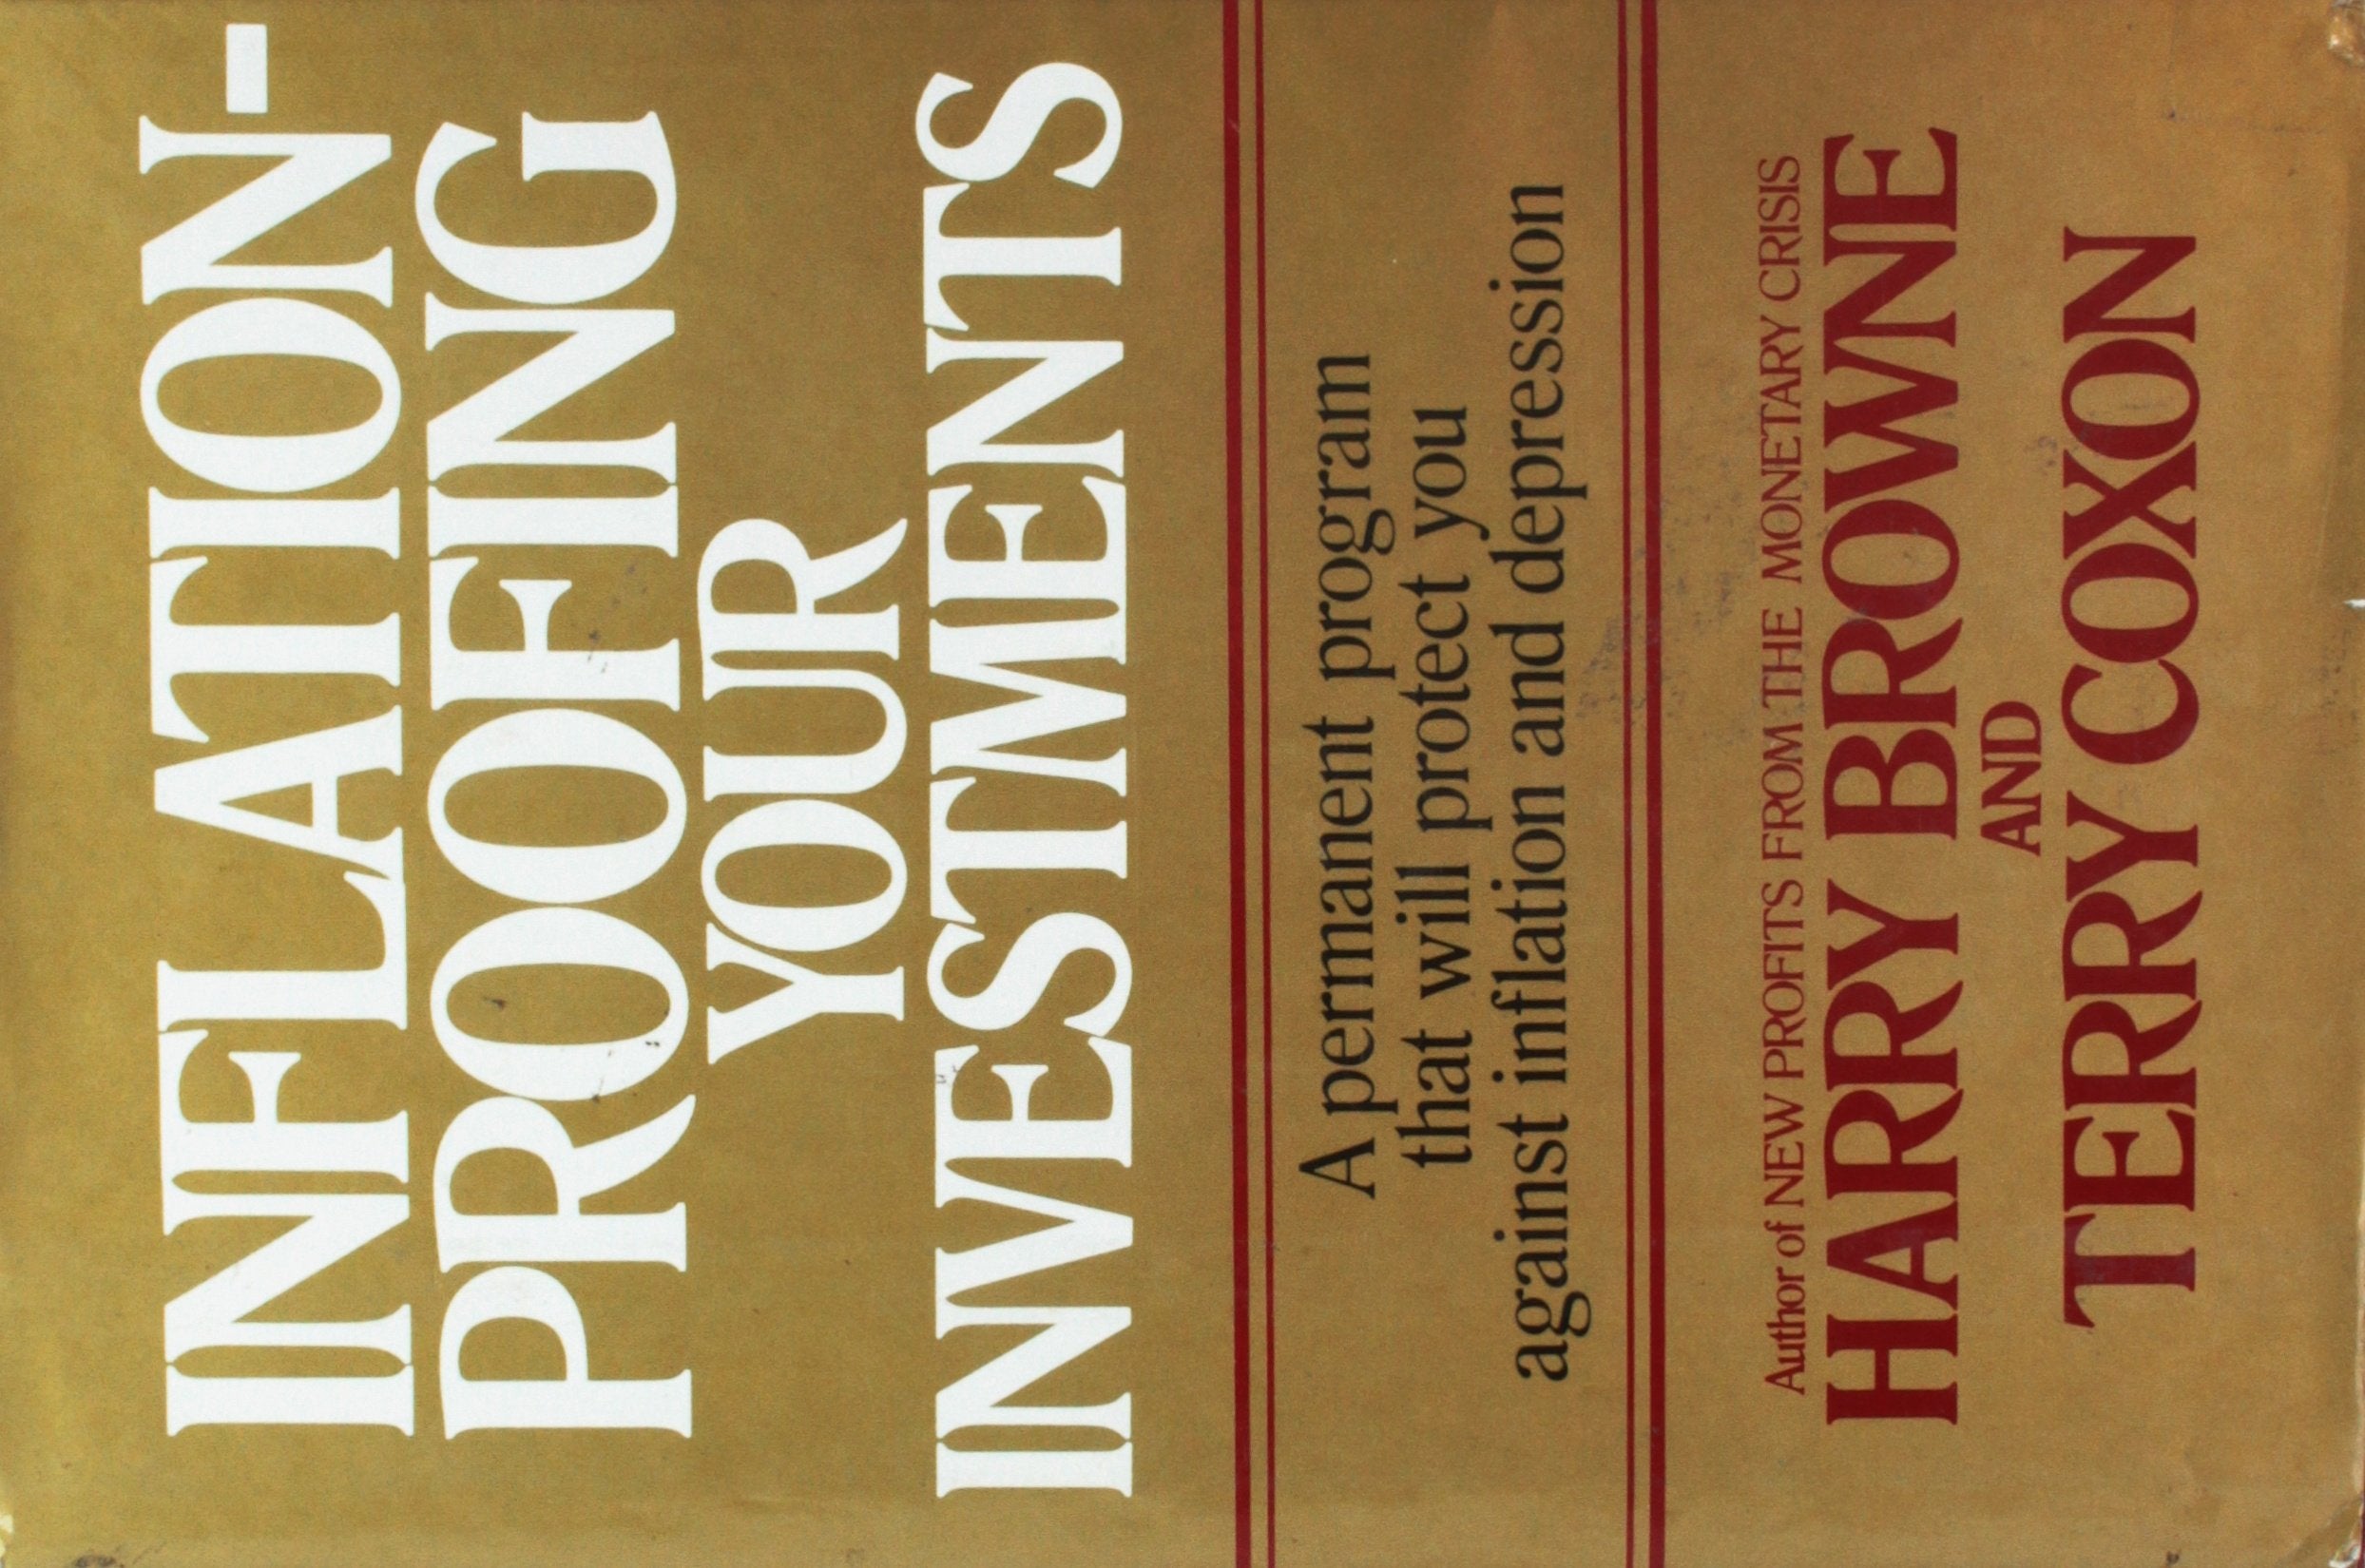 INFLATION-
PROOFING
YOUR
INVESTMENTS
A permanent program
that will protect you
against inflation and depression
Author of NEW PROFITS FROM THE MONETARY CRISIS
HARRY BROWNE
AND
TERRY COXON